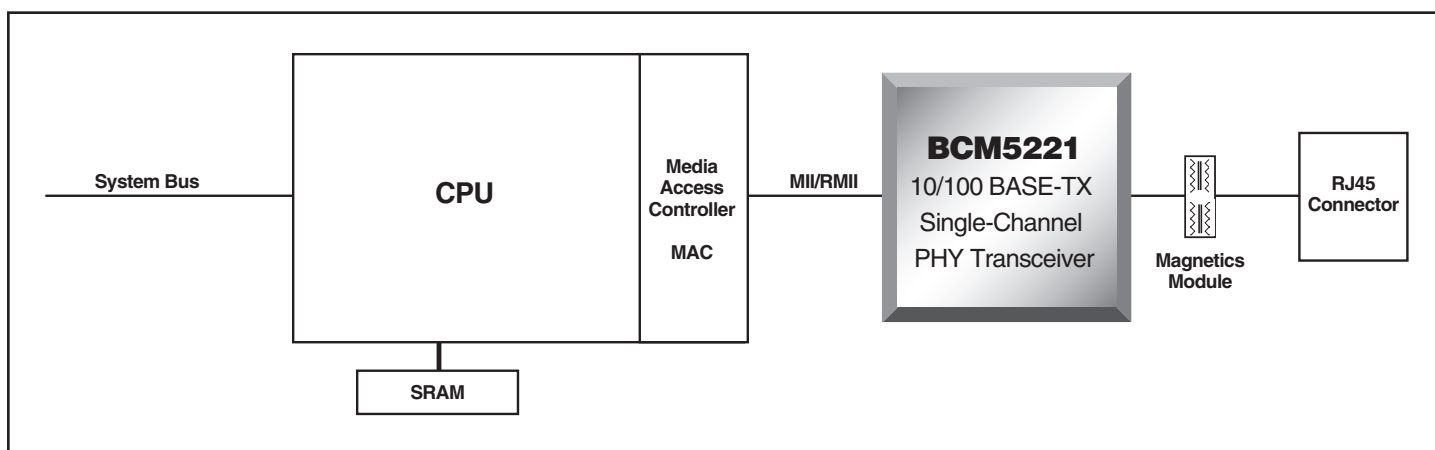 System Bus
CPU
Media
Access
Controller
MAC
SRAM
MII/RMII
BCM5221
10/100 BASE-TX
Single-Channel
PHY Transceiver
Magnetics
Module
RJ45
Connector